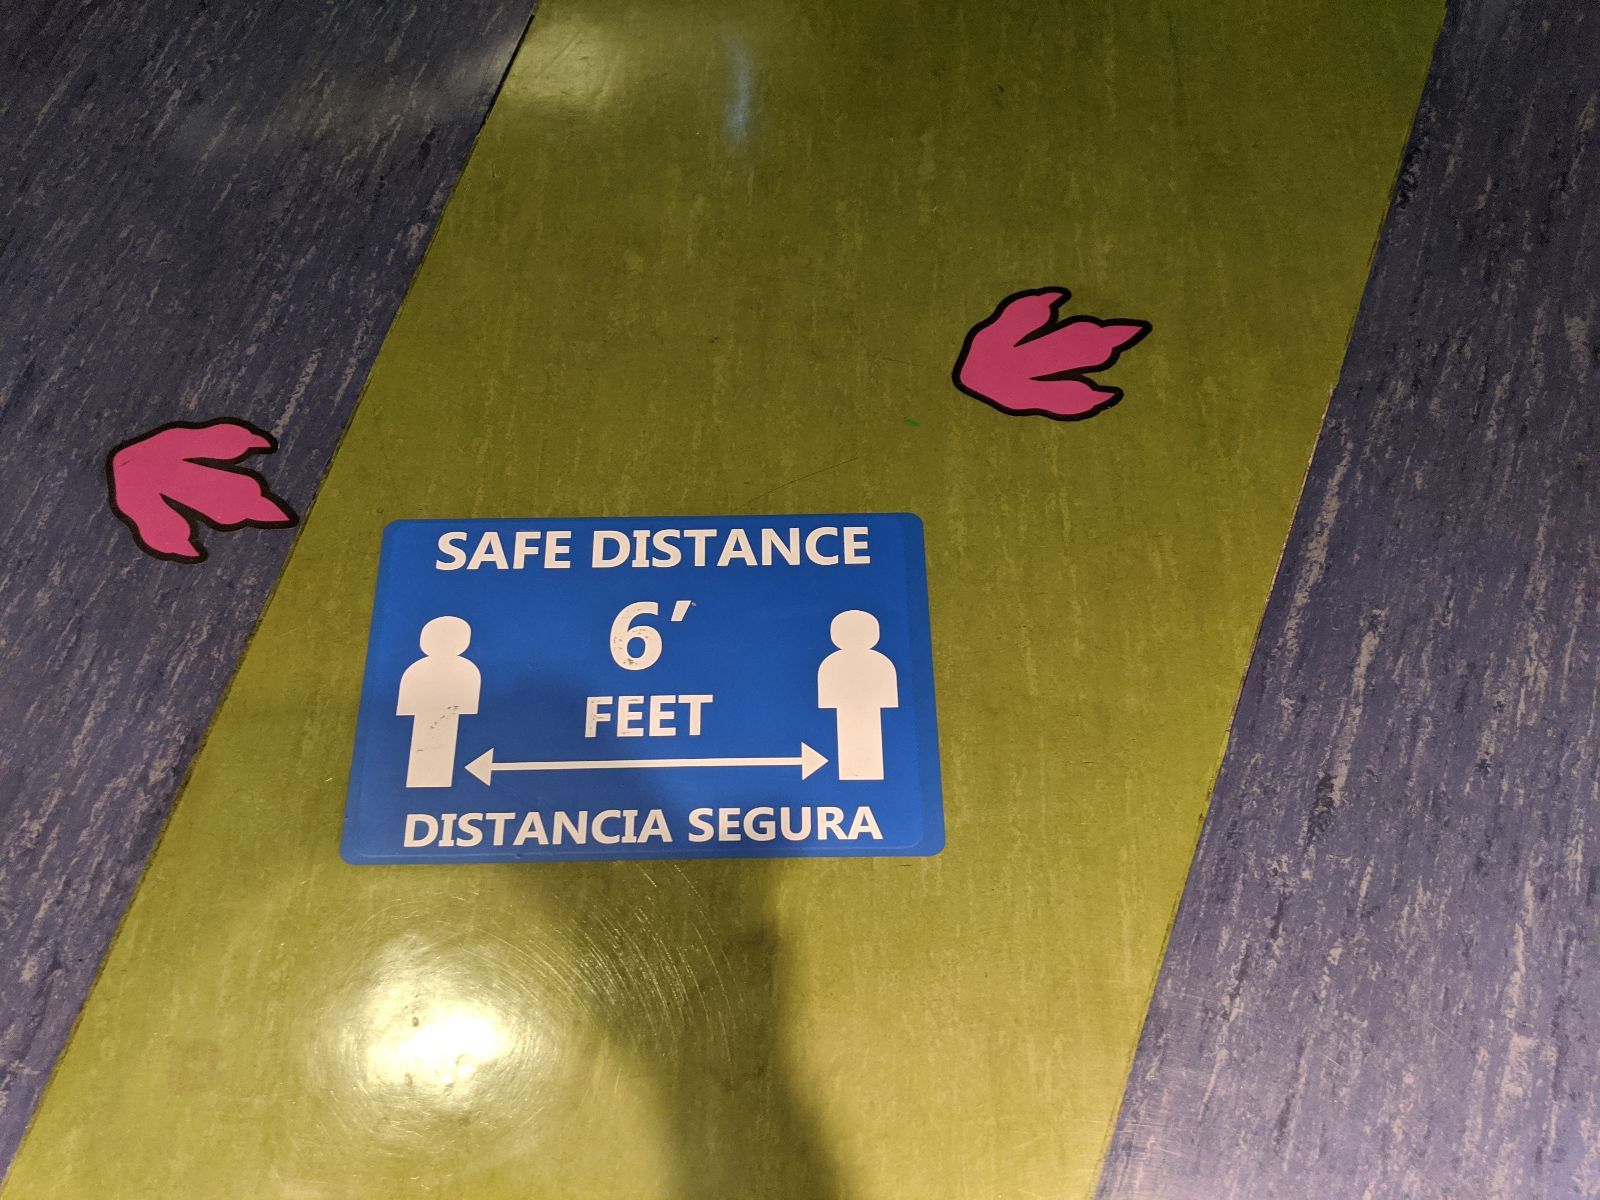 SAFE DISTANCE
6'
FEET
DISTANCIA SEGURA